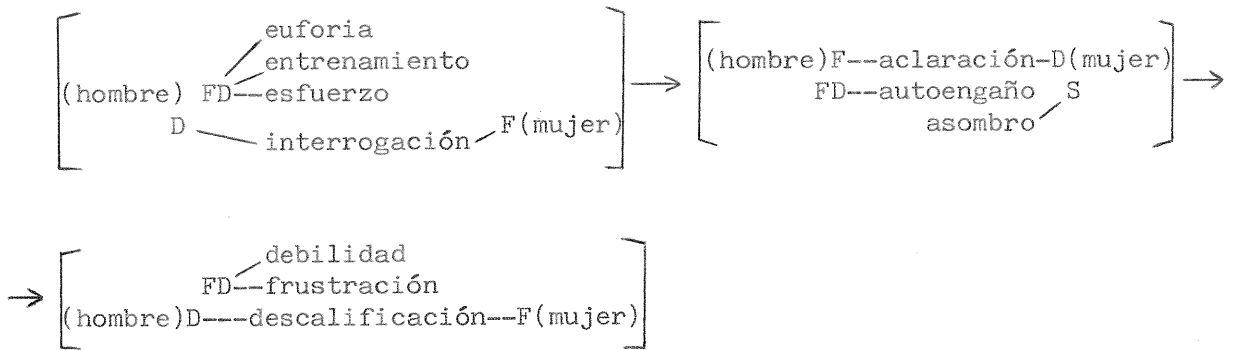 euforia
entrenamiento
(hombre) FD--esfuerzo
D interrogación F(mujer)
(hombre)F--aclaración-D(mujer)
FD--autoengaño S
asombro
debilidad
FD--frustración
(hombre)D---descalificación--F(mujer)